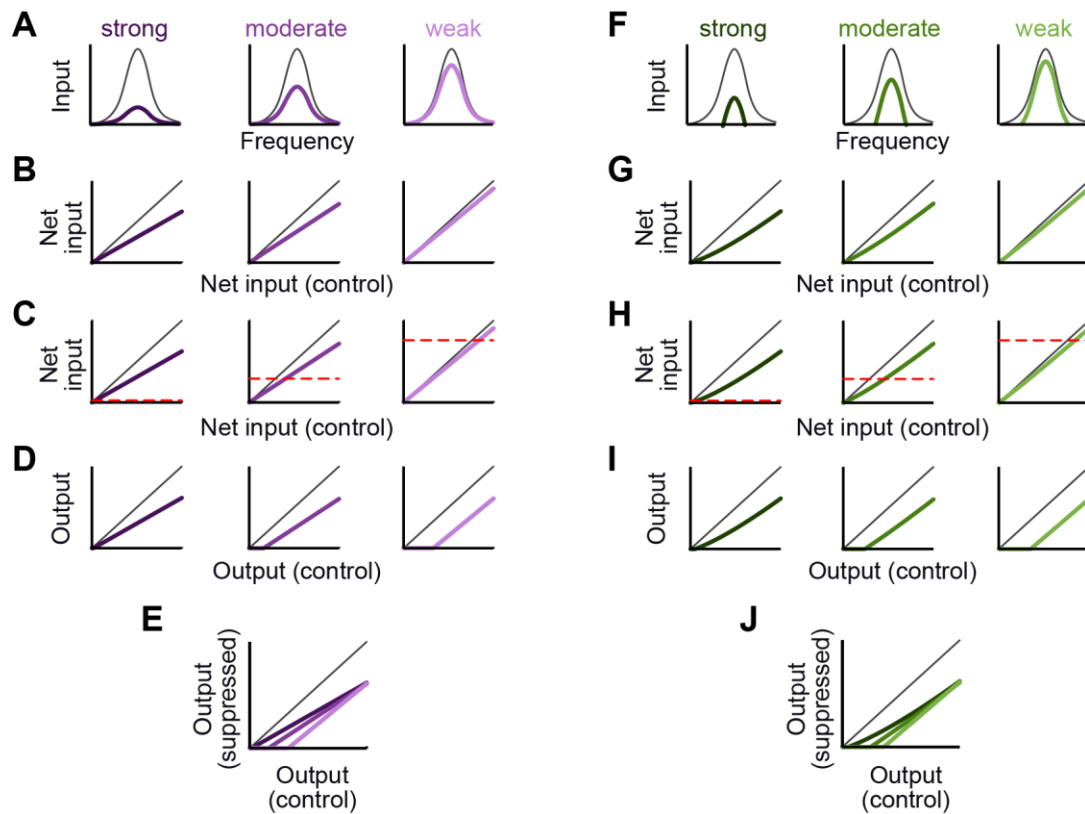 A
strong
moderate
weak
Input
Frequency
B
Net
input
Net input (control)
C
Net
input
Net input (control)
D
Output
Output (control)
E
Output
(suppressed)
Output
(control)
F
strong
moderate
weak
Input
Frequency
G
Net
input
Net input (control)
H
Net
input
Net input (control)
I
Output
Output (control)
J
Output
(suppressed)
Output
(control)